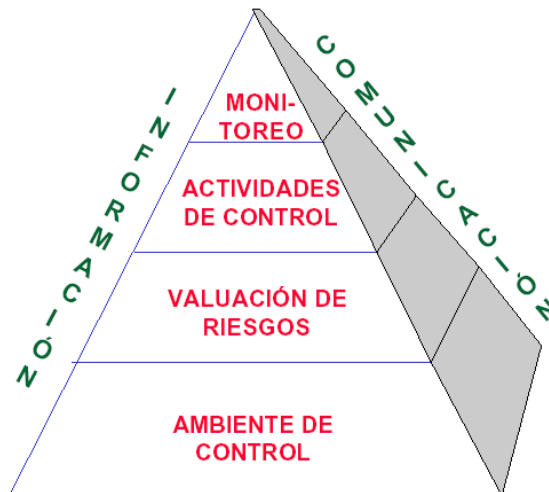 INFORMACIÓN
COMUNICACIÓN
MONI-
TOREO
ACTIVIDADES
DE CONTROL
VALUACIÓN DE
RIESGOS
AMBIENTE DE
CONTROL